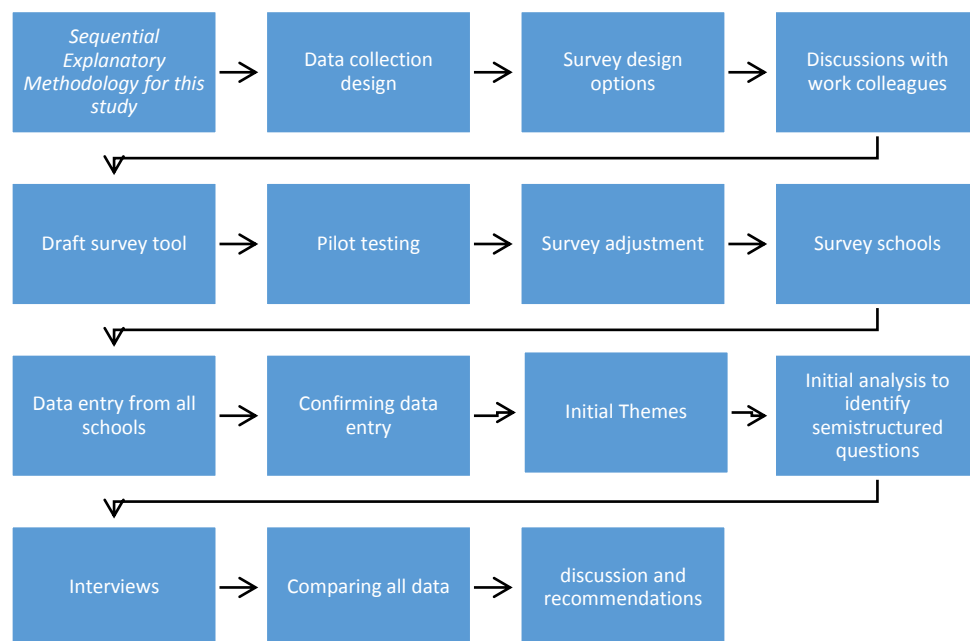 Sequential
Explanatory
Methodology for this
study
Data collection
design
Survey design
options
Discussions with
work colleagues
Draft survey tool
Pilot testing
Survey adjustment
Survey schools
Data entry from all
schools
Confirming data
entry
Initial Themes
Initial analysis to
identify
semistructured
questions
Interviews
Comparing all data
discussion and
recommendations